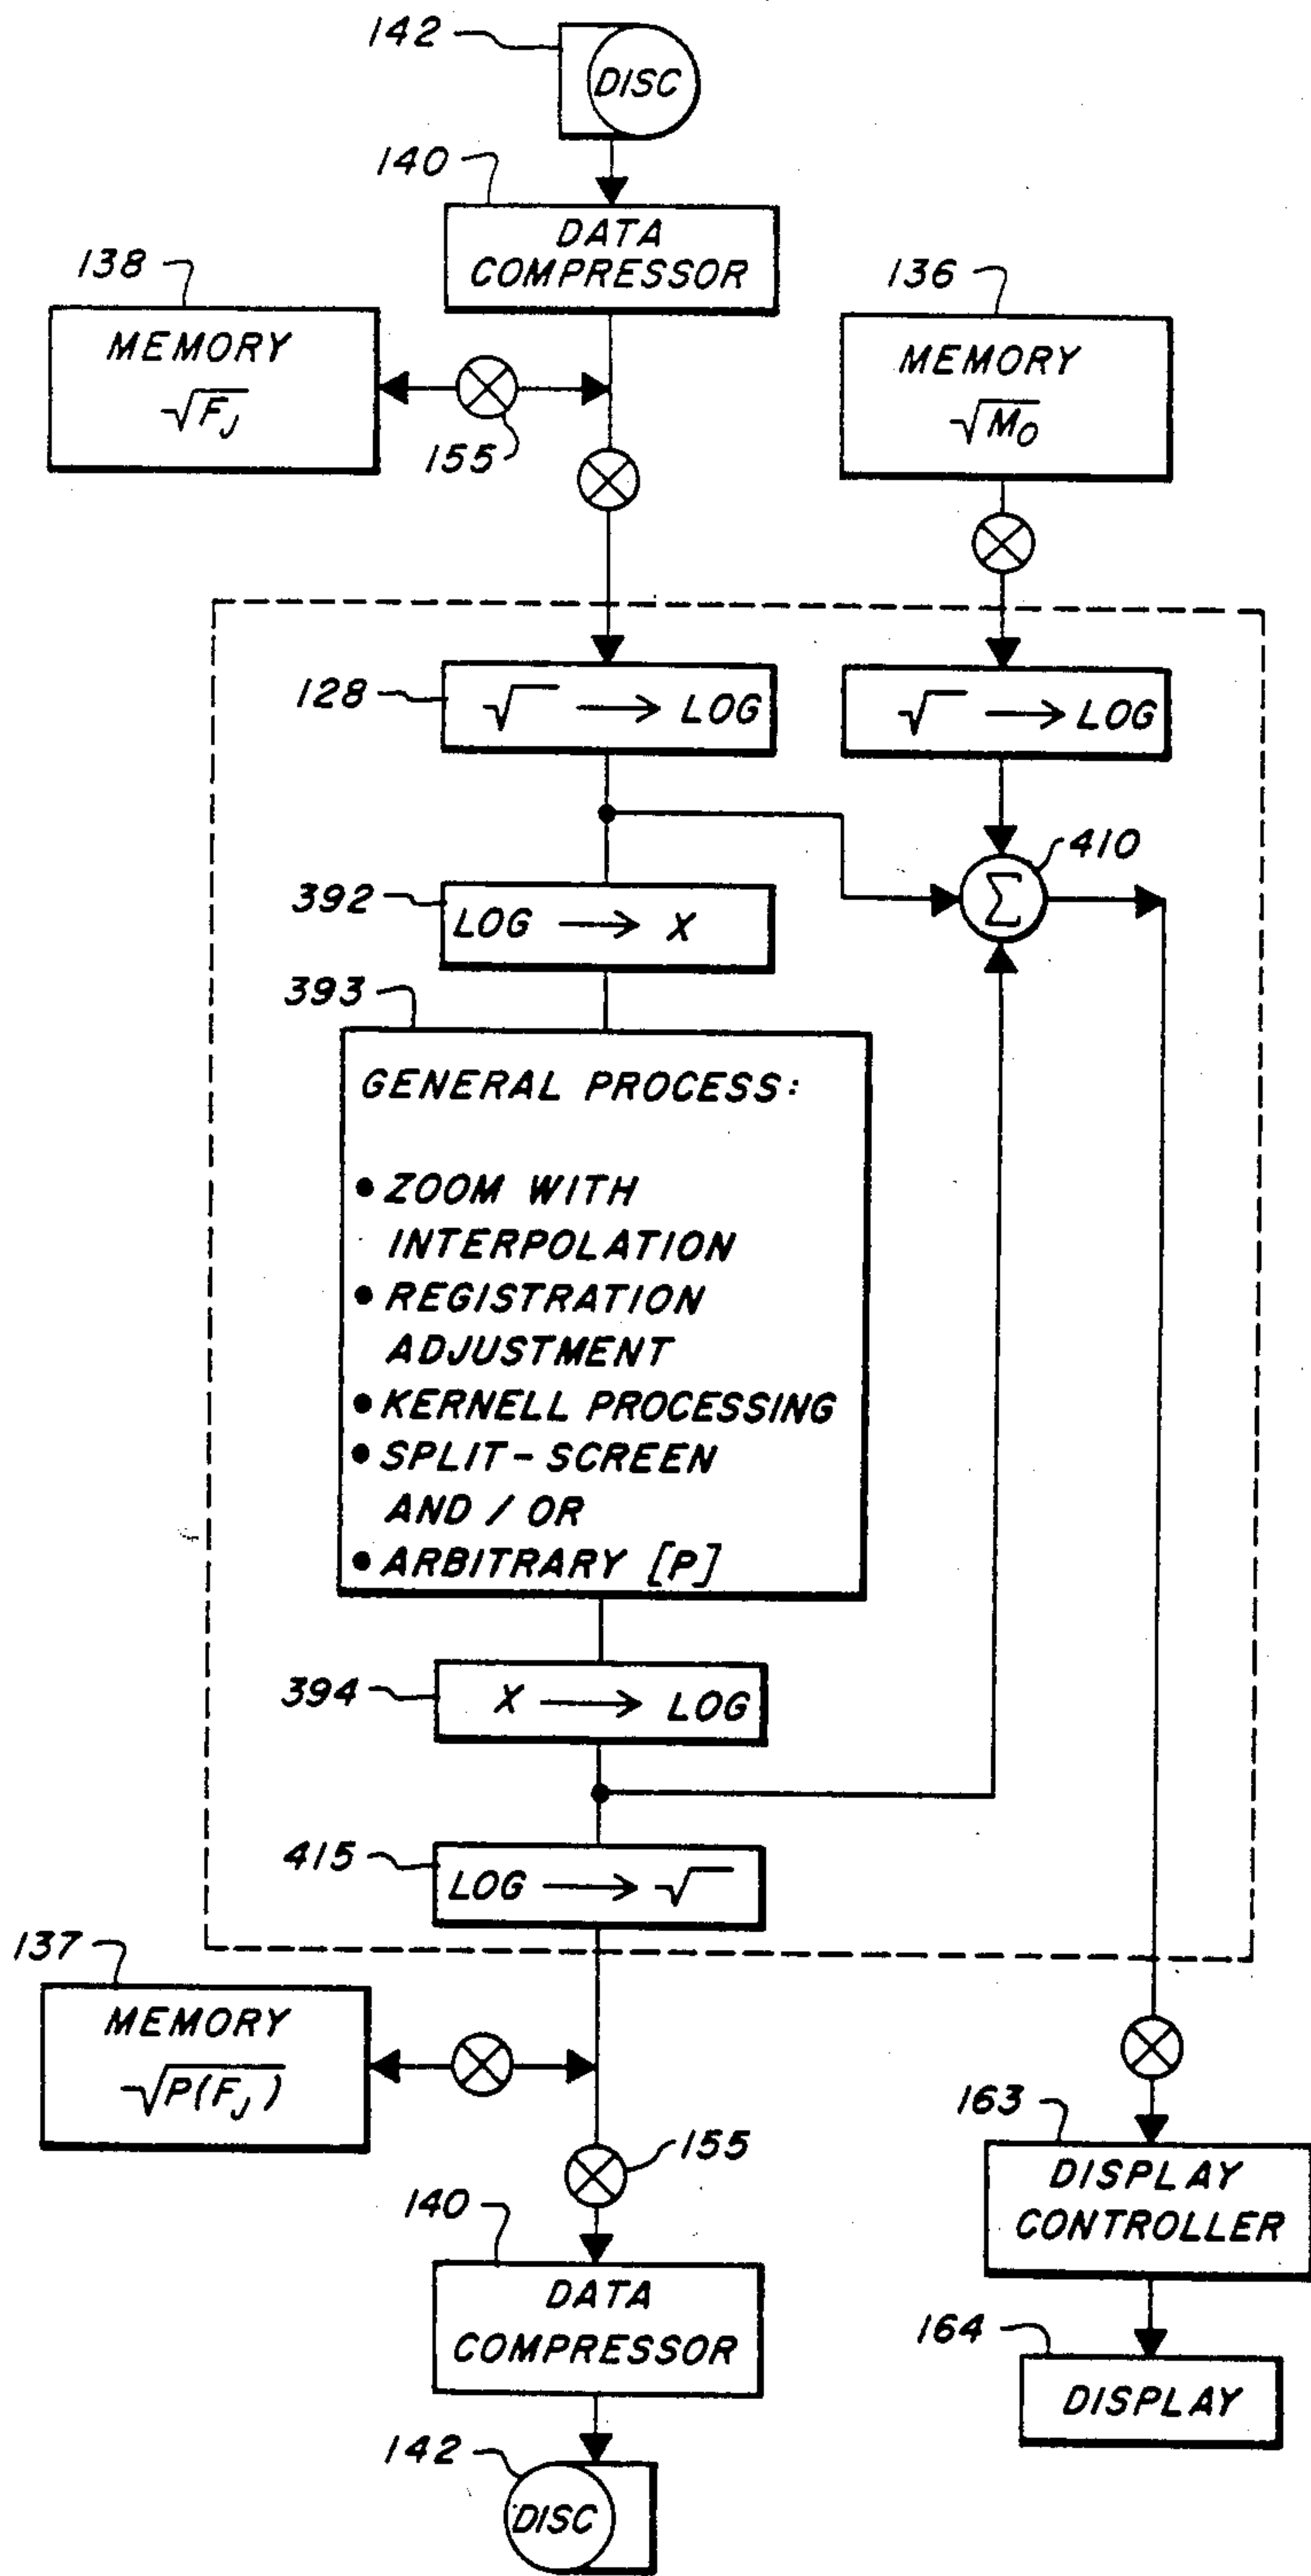 142
DISC
140
DATA
COMPRESSOR
138
MEMORY
√F_J
155
136
MEMORY
√M_O
128
√ → LOG
√ → LOG
410
Σ
392
LOG → X
393
GENERAL PROCESS:
• ZOOM WITH
INTERPOLATION
• REGISTRATION
ADJUSTMENT
• KERNELL PROCESSING
• SPLIT-SCREEN
AND / OR
• ARBITRARY [P]
394
X → LOG
415
LOG → √
137
MEMORY
√P(F_J)
155
140
DATA
COMPRESSOR
142
DISC
163
DISPLAY
CONTROLLER
164
DISPLAY